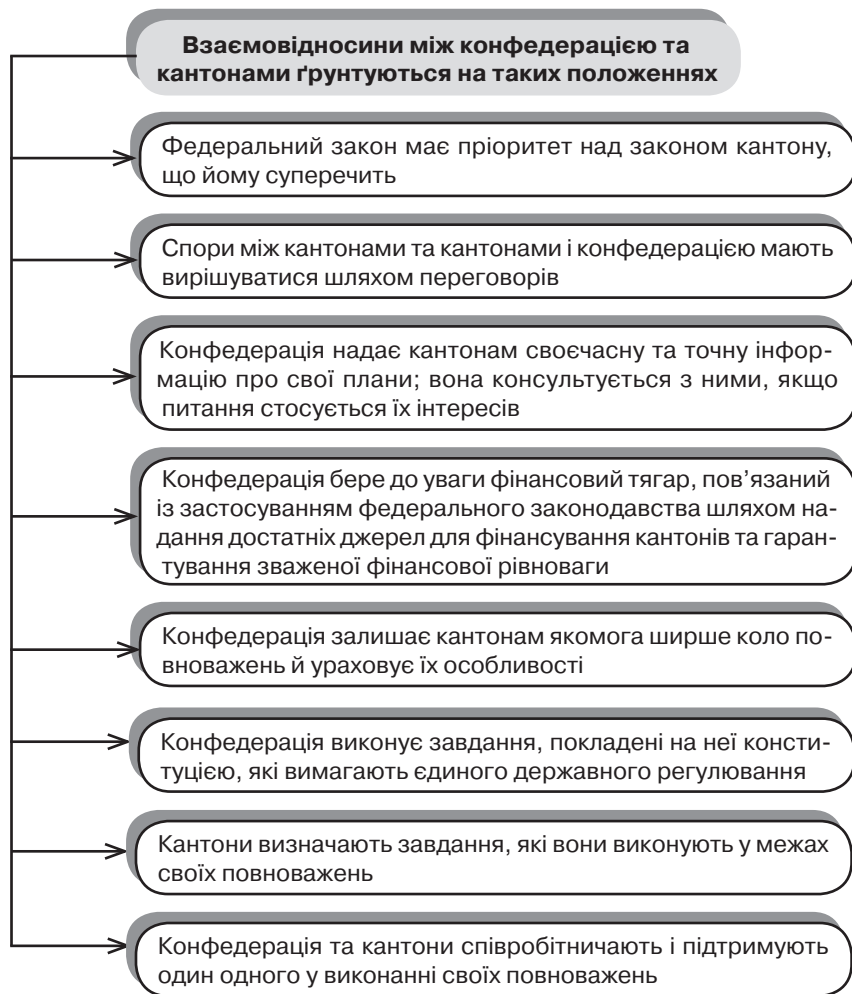 Взаємовідносини між конфедерацією та
кантонами ґрунтуються на таких положеннях
Федеральний закон має пріоритет над законом кантону,
що йому суперечить
Спори між кантонами та кантонами і конфедерацією мають
вирішуватися шляхом переговорів
Конфедерація надає кантонам своєчасну та точну інфор-
мацію про свої плани; вона консультується з ними, якщо
питання стосується їх інтересів
Конфедерація бере до уваги фінансовий тягар, пов’язаний
із застосуванням федерального законодавства шляхом на-
дання достатніх джерел для фінансування кантонів та гаран-
тування зваженої фінансової рівноваги
Конфедерація залишає кантонам якомога ширше коло по-
вноважень й ураховує їх особливості
Конфедерація виконує завдання, покладені на неї консти-
туцією, які вимагають єдиного державного регулювання
Кантони визначають завдання, які вони виконують у межах
своїх повноважень
Конфедерація та кантони співробітничають і підтримують
один одного у виконанні своїх повноважень